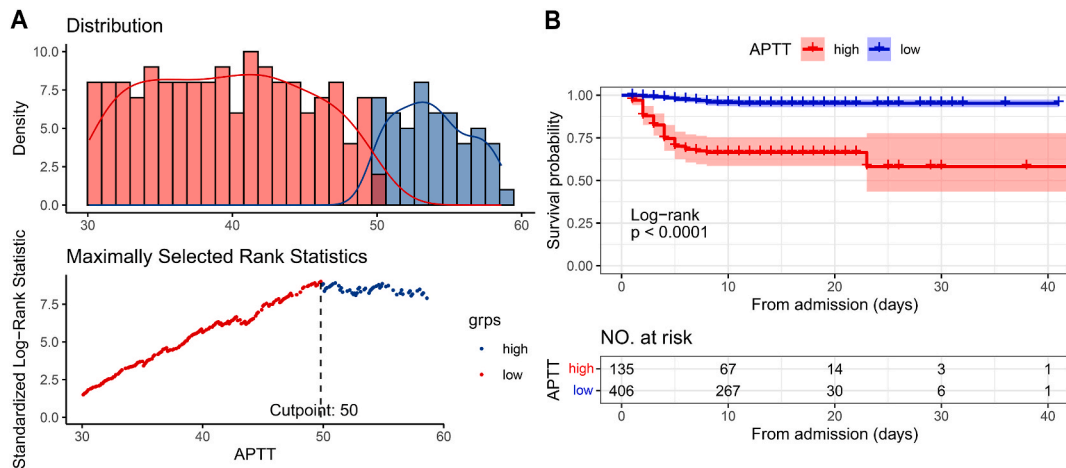 A
Distribution
Density
10.0
7.5
5.0
2.5
0.0
30
40
50
60
Maximally Selected Rank Statistics
Standardized Log-Rank Statistic
7.5
5.0
2.5
0.0
Cutpoint: 50
30
40
50
60
APTT
grps
high
low
B
APTT
high
low
Survival probability
1.00
0.75
0.50
0.25
0.00
Log-rank
p < 0.0001
0
10
20
30
40
From admission (days)
NO. at risk
APTT
high 135 67 14 3 1
low 406 267 30 6 1
0
10
20
30
40
From admission (days)